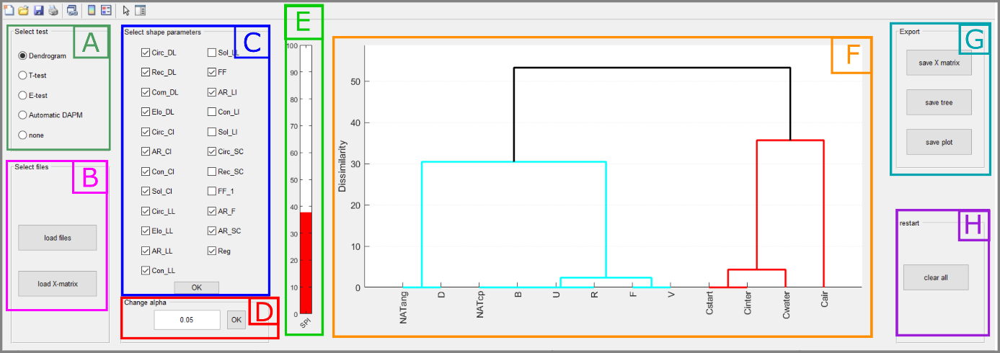 Select test
A
Dendrogram
T-test
E-test
Automatic DAPM
none
Select files
B
load files
load X-matrix
Select shape parameters
C
Circ_DL
Rec_DL
Com_DL
Elo_DL
Circ_CI
AR_CI
Con_CI
Sol_CI
Circ_LL
Elo_LL
AR_LL
Con_LL
Sol_LL
FF
AR_LI
Con_LI
Sol_LI
Circ_SC
Rec_SC
FF_1
AR_F
AR_SC
Reg
OK
Change alpha
D
0.05
OK
E
100
90
80
70
60
50
40
30
20
10
0
SPI
F
Dissimilarity
50
40
30
20
10
0
NATang
D
NATcp
B
U
R
F
V
Cstart
Cinter
Cwater
Cair
Export
G
save X matrix
save tree
save plot
restart
H
clear all